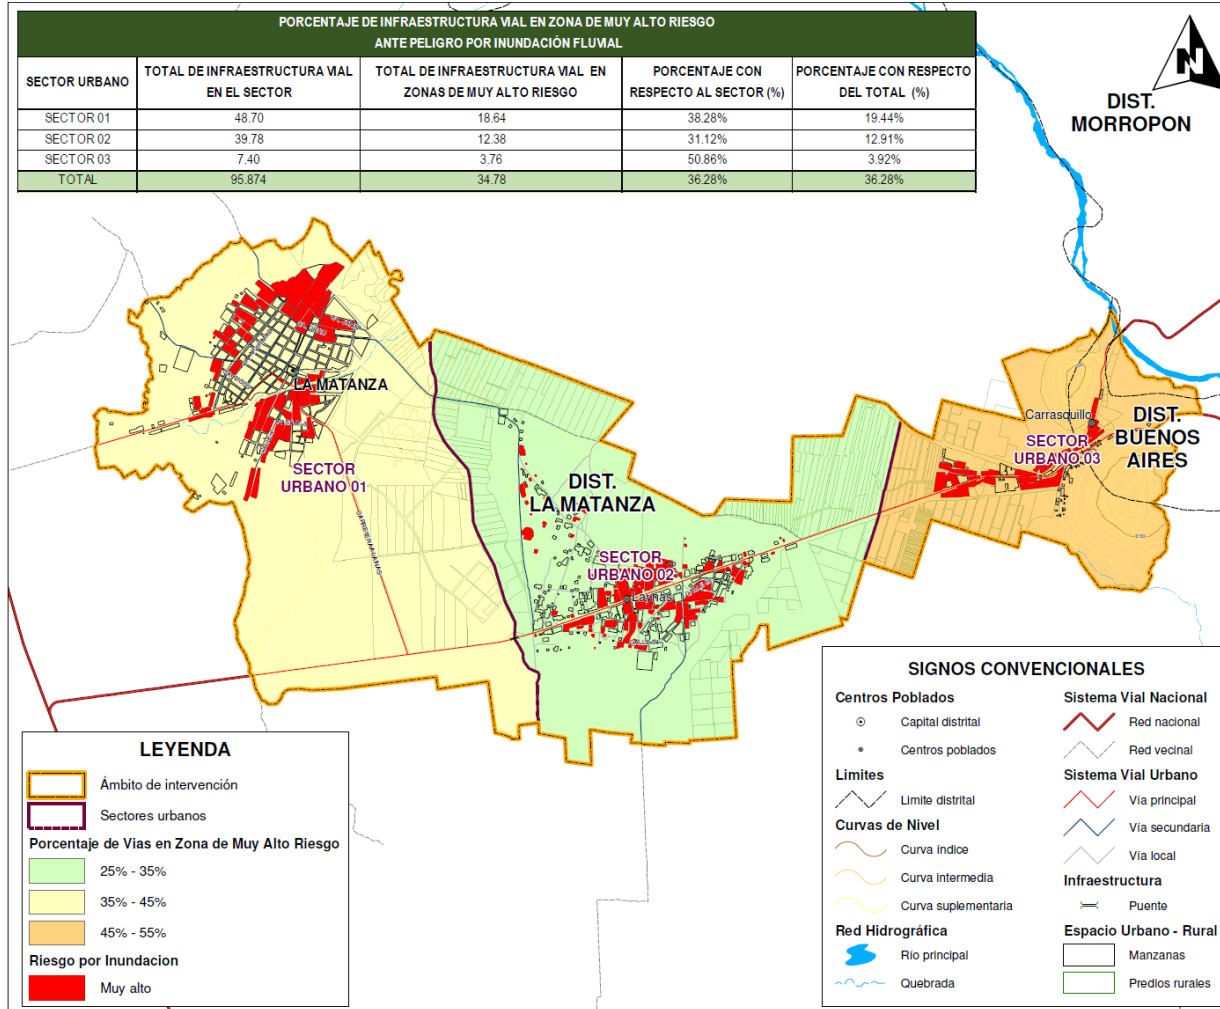 PORCENTAJE DE INFRAESTRUCTURA VIAL EN ZONA DE MUY ALTO RIESGO
ANTE PELIGRO POR INUNDACIÓN FLUVIAL
SECTOR URBANO | TOTAL DE INFRAESTRUCTURA VIAL EN EL SECTOR | TOTAL DE INFRAESTRUCTURA VIAL EN ZONAS DE MUY ALTO RIESGO | PORCENTAJE CON RESPECTO AL SECTOR (%) | PORCENTAJE CON RESPECTO DEL TOTAL (%)
SECTOR 01 | 48.70 | 18.64 | 38.28% | 19.44%
SECTOR 02 | 39.78 | 12.38 | 31.12% | 12.91%
SECTOR 03 | 7.40 | 3.76 | 50.86% | 3.92%
TOTAL | 95.874 | 34.78 | 36.28% | 36.28%
N
DIST.
MORROPON
LA MATANZA
SECTOR
URBANO 01
DIST.
LA MATANZA
SECTOR
URBANO 02
Laynas
Carrasquillo
SECTOR
URBANO 03
DIST.
BUENOS
AIRES
LEYENDA
Ámbito de intervención
Sectores urbanos
Porcentaje de Vias en Zona de Muy Alto Riesgo
25% - 35%
35% - 45%
45% - 55%
Riesgo por Inundacion
Muy alto
SIGNOS CONVENCIONALES
Centros Poblados
Capital distrital
Centros poblados
Limites
Limite distrital
Curvas de Nivel
Curva índice
Curva intermedia
Curva suplementaria
Red Hidrográfica
Río principal
Quebrada
Sistema Vial Nacional
Red nacional
Red vecinal
Sistema Vial Urbano
Vía principal
Vía secundaria
Vía local
Infraestructura
Puente
Espacio Urbano - Rural
Manzanas
Predios rurales